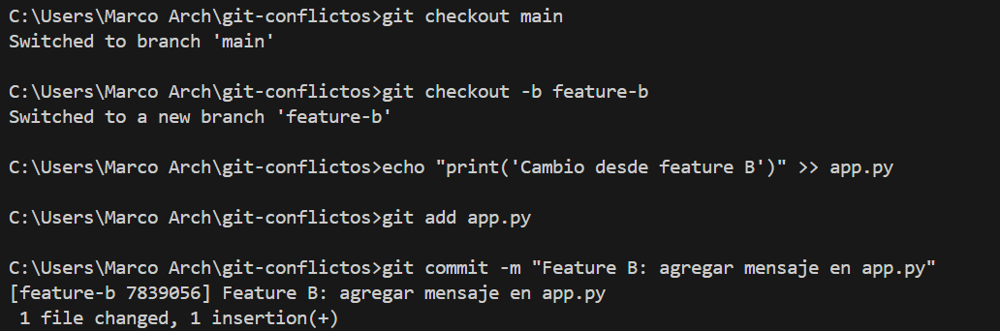 C:\Users\Marco Arch\git-conflictos>git checkout main
Switched to branch 'main'
C:\Users\Marco Arch\git-conflictos>git checkout -b feature-b
Switched to a new branch 'feature-b'
C:\Users\Marco Arch\git-conflictos>echo "print('Cambio desde feature B')" >> app.py
C:\Users\Marco Arch\git-conflictos>git add app.py
C:\Users\Marco Arch\git-conflictos>git commit -m "Feature B: agregar mensaje en app.py"
[feature-b 7839056] Feature B: agregar mensaje en app.py
 1 file changed, 1 insertion(+)